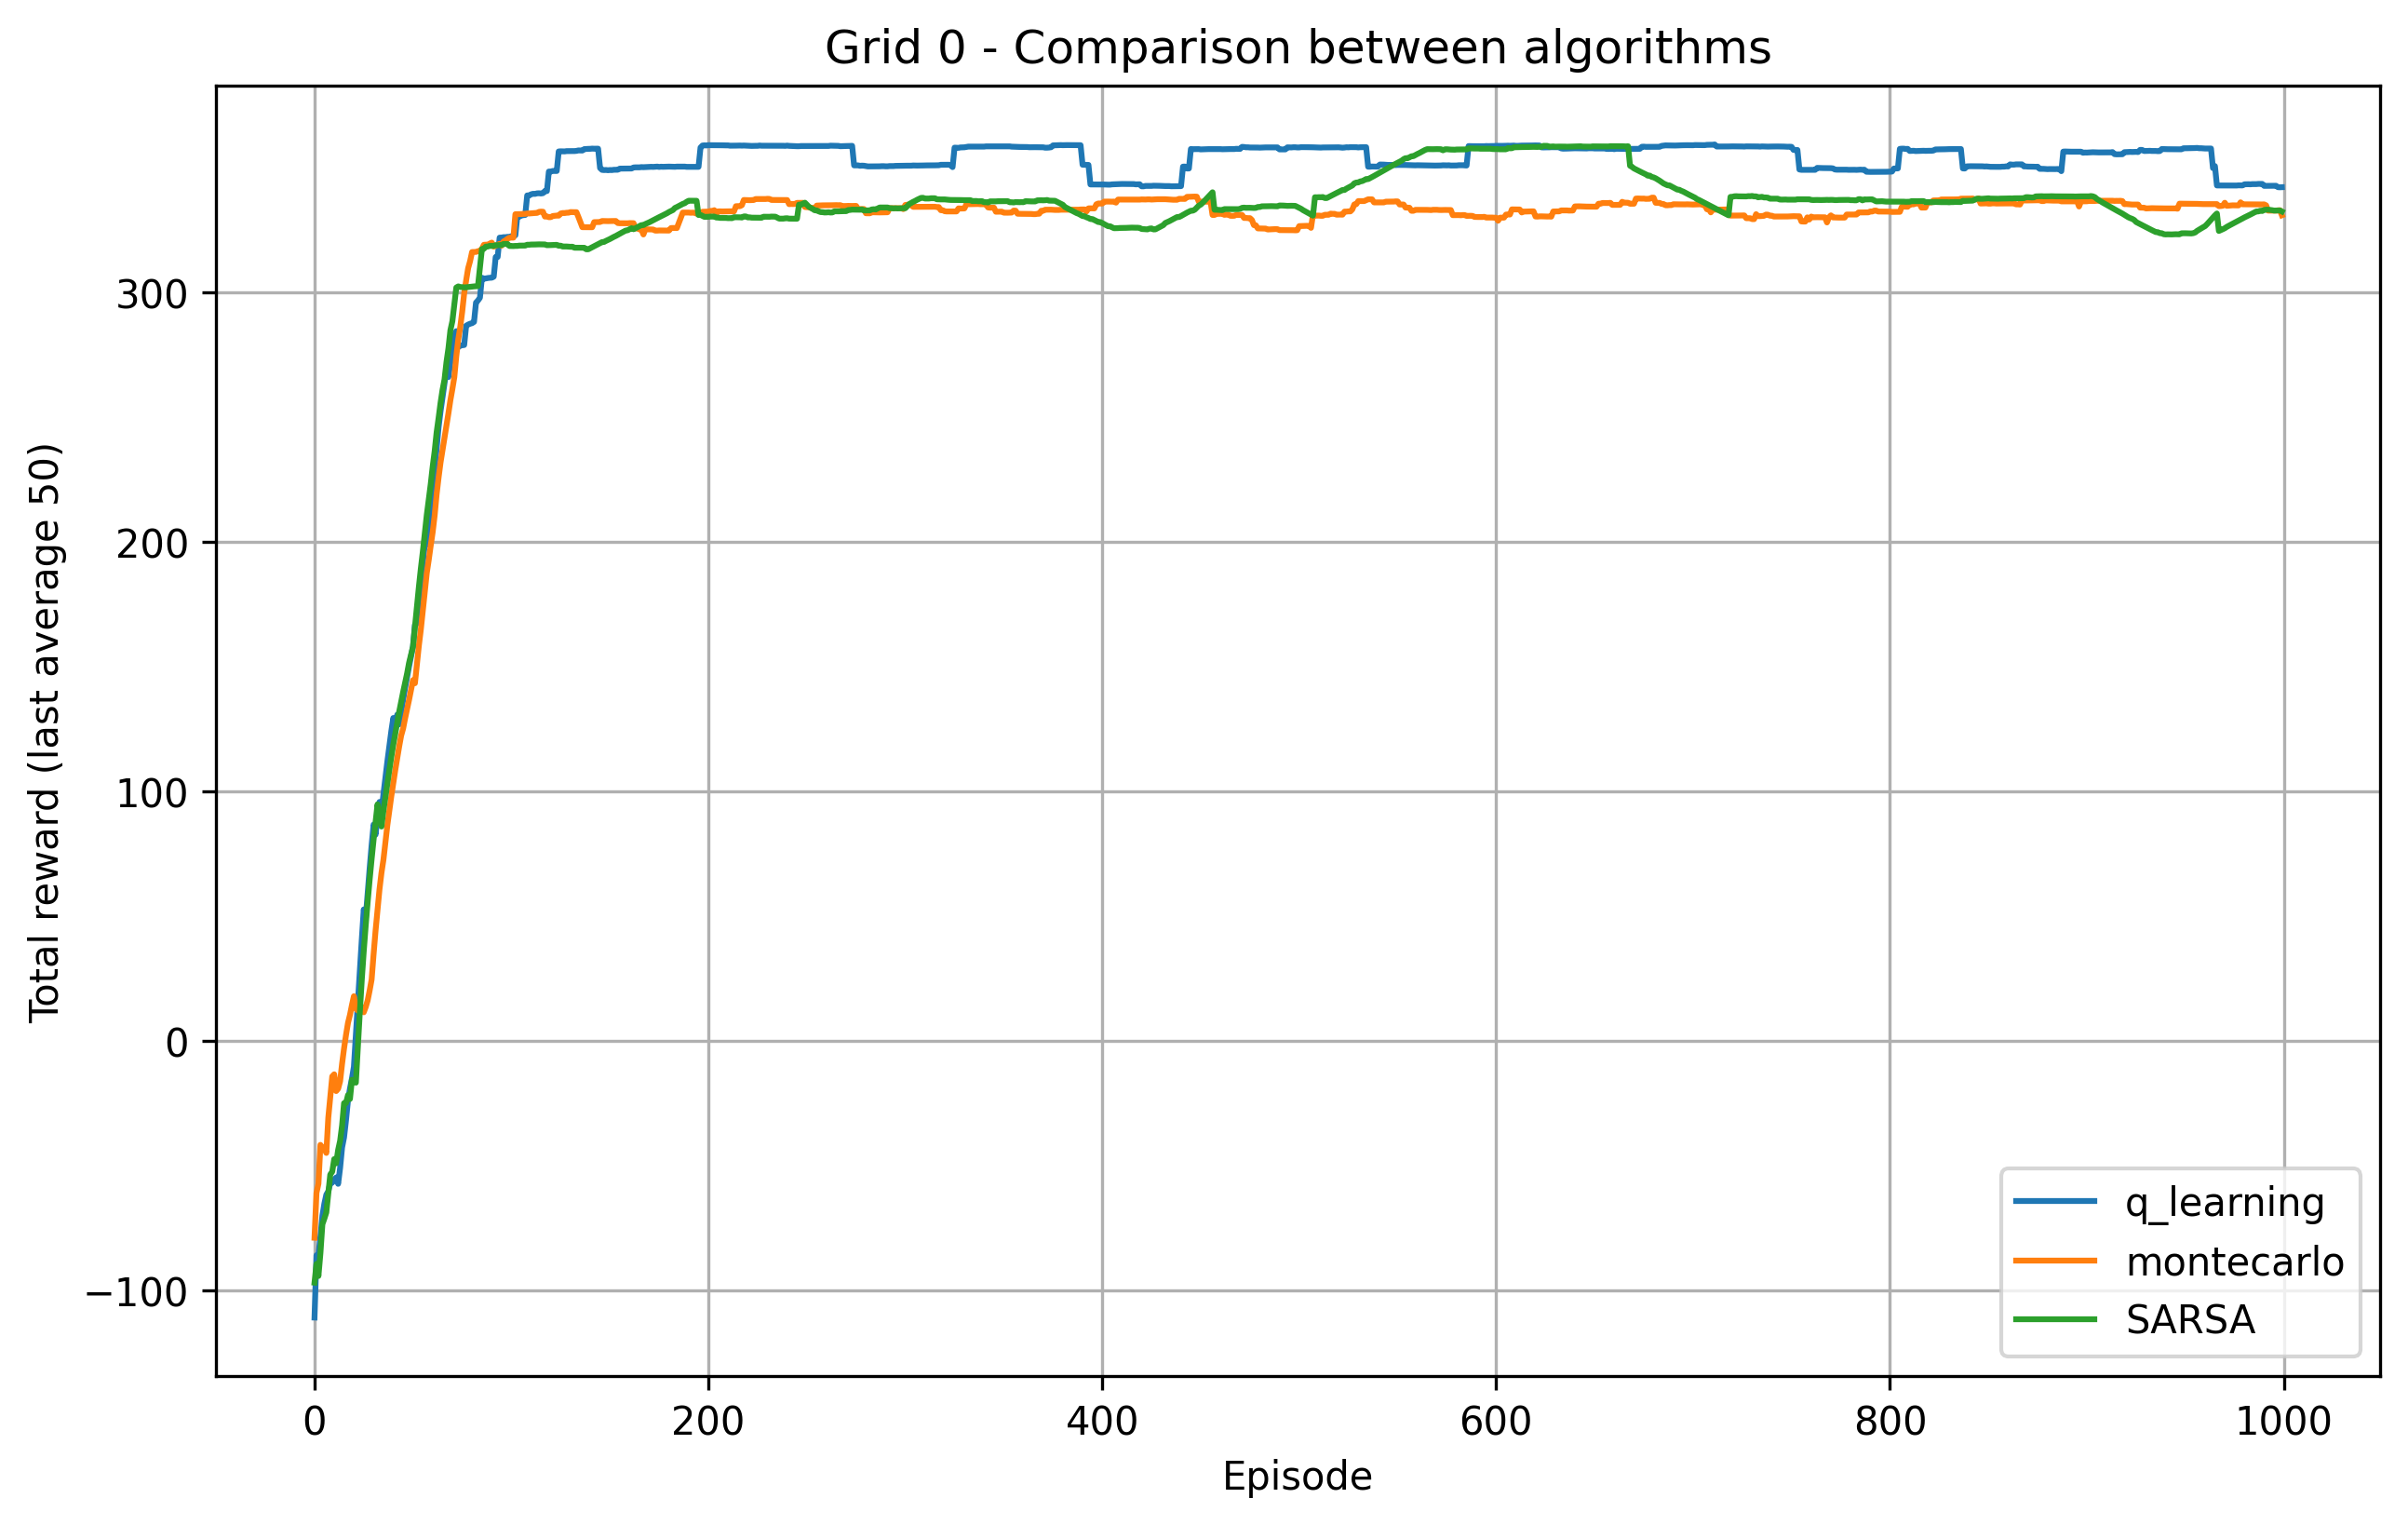 Grid 0 - Comparison between algorithms
Total reward (last average 50)
300
200
100
0
−100
0 200 400 600 800 1000
Episode
q_learning
montecarlo
SARSA